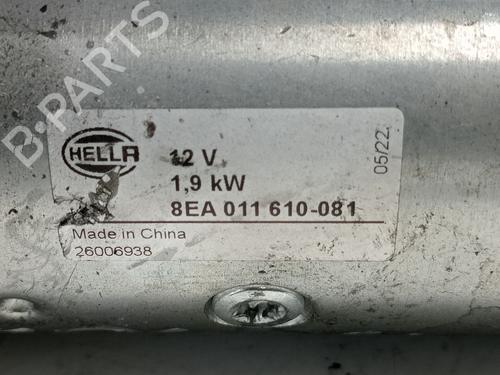 B-PARTS
HELLA
12 V
1,9 kW
8EA 011 610-081
05/22
Made in China
26006938